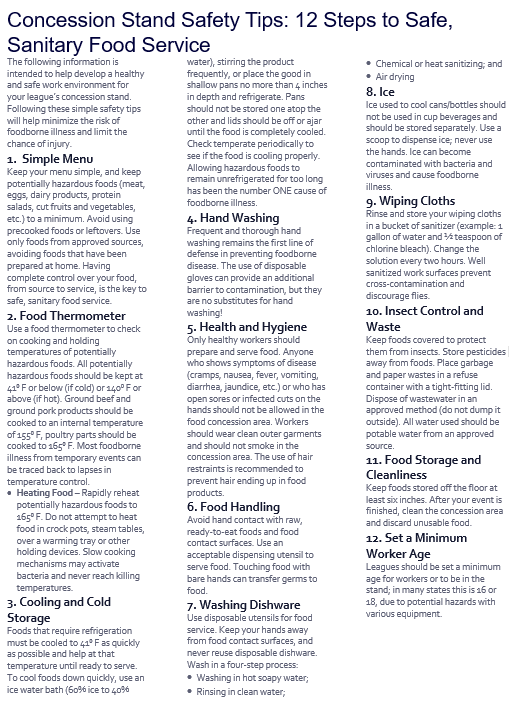 Concession Stand Safety Tips: 12 Steps to Safe,
Sanitary Food Service
The following information is
intended to help develop a healthy
and safe work environment for
your league's concession stand.
Following these simple safety tips
will help minimize the risk of
foodborne illness and limit the
chance of injury.
1. Simple Menu
Keep your menu simple, and keep
potentially hazardous foods (meat,
eggs, dairy products, protein
salads, cut fruits and vegetables,
etc.) to a minimum. Avoid using
precooked foods or leftovers. Use
only foods from approved sources,
avoiding foods that have been
prepared at home. Having
complete control over your food,
from source to service, is the key to
safe, sanitary food service.
2. Food Thermometer
Use a food thermometer to check
on cooking and holding
temperatures of potentially
hazardous foods. All potentially
hazardous foods should be kept at
41º F or below (if cold) or 140º F or
above (if hot). Ground beef and
ground pork products should be
cooked to an internal temperature
of 155º F, poultry parts should be
cooked to 165º F. Most foodborne
illness from temporary events can
be traced back to lapses in
temperature control.
• Heating Food – Rapidly reheat
potentially hazardous foods to
165º F. Do not attempt to heat
food in crock pots, steam tables,
over a warming tray or other
holding devices. Slow cooking
mechanisms may activate
bacteria and never reach killing
temperatures.
3. Cooling and Cold
Storage
Foods that require refrigeration
must be cooled to 41º F as quickly
as possible and help at that
temperature until ready to serve.
To cool foods down quickly, use an
ice water bath (60% ice to 40%
water), stirring the product
frequently, or place the good in
shallow pans no more than 4 inches
in depth and refrigerate. Pans
should not be stored one atop the
other and lids should be off or ajar
until the food is completely cooled.
Check temperature periodically to
see if the food is cooling properly.
Allowing hazardous foods to
remain unrefrigerated for too long
has been the number ONE cause of
foodborne illness.
4. Hand Washing
Frequent and thorough hand
washing remains the first line of
defense in preventing foodborne
disease. The use of disposable
gloves can provide an additional
barrier to contamination, but they
are no substitutes for hand
washing!
5. Health and Hygiene
Only healthy workers should
prepare and serve food. Anyone
who shows symptoms of disease
(cramps, nausea, fever, vomiting,
diarrhea, jaundice, etc.) or who has
open sores or infected cuts on the
hands should not be allowed in the
food concession area. Workers
should wear clean outer garments
and should not smoke in the
concession area. The use of hair
restraints is recommended to
prevent hair ending up in food
products.
6. Food Handling
Avoid hand contact with raw,
ready-to-eat foods and food
contact surfaces. Use an
acceptable dispensing utensil to
serve food. Touching food with
bare hands can transfer germs to
food.
7. Washing Dishware
Use disposable utensils for food
service. Keep your hands away
from food contact surfaces, and
never reuse disposable dishware.
Wash in a four-step process:
• Washing in hot soapy water;
• Rinsing in clean water;
• Chemical or heat sanitizing; and
• Air drying
8. Ice
Ice used to cool cans/bottles should
not be used in cup beverages and
should be stored separately. Use a
scoop to dispense ice; never use
the hands. Ice can become
contaminated with bacteria and
viruses and cause foodborne
illness.
9. Wiping Cloths
Rinse and store your wiping cloths
in a bucket of sanitizer (example: 1
gallon of water and ½ teaspoon of
chlorine bleach). Change the
solution every two hours. Well
sanitized work surfaces prevent
cross-contamination and
discourage flies.
10. Insect Control and
Waste
Keep foods covered to protect
them from insects. Store pesticides
away from foods. Place garbage
and paper wastes in a refuse
container with a tight-fitting lid.
Dispose of wastewater in an
approved method (do not dump it
outside). All water used should be
potable water from an approved
source.
11. Food Storage and
Cleanliness
Keep foods stored off the floor at
least six inches. After your event is
finished, clean the concession area
and discard unusable food.
12. Set a Minimum
Worker Age
Leagues should be set a minimum
age for workers or to be in the
stand; in many states this is 16 or
18, due to potential hazards with
various equipment.